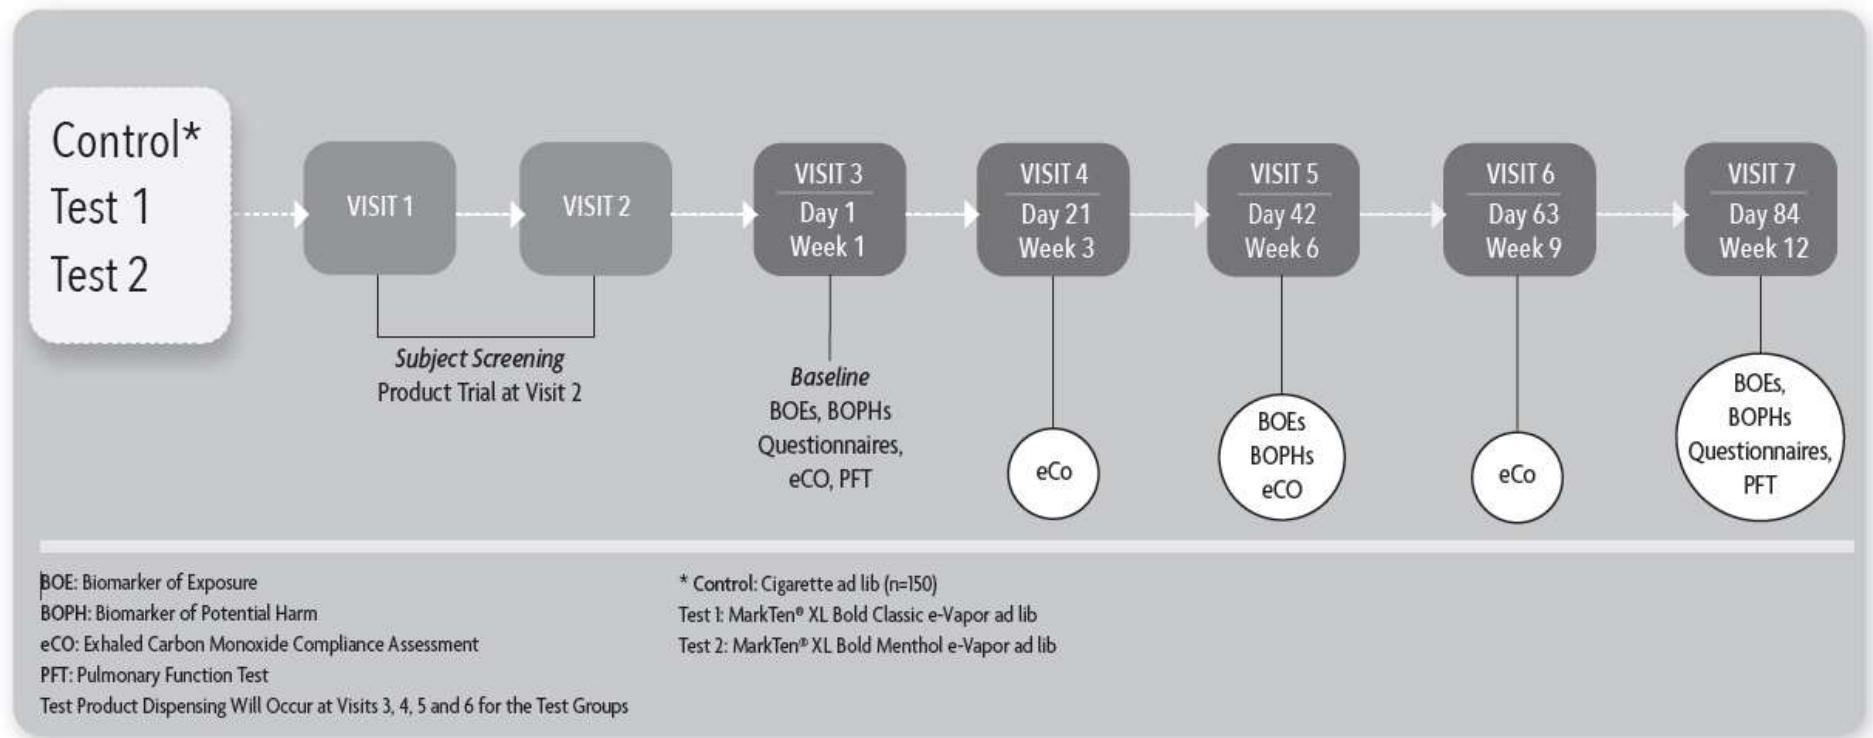 Control*
Test 1
Test 2
VISIT 1
VISIT 2
VISIT 3
Day 1
Week 1
VISIT 4
Day 21
Week 3
VISIT 5
Day 42
Week 6
VISIT 6
Day 63
Week 9
VISIT 7
Day 84
Week 12
Subject Screening
Product Trial at Visit 2
Baseline
BOEs, BOPHs
Questionnaires,
eCO, PFT
eCo
BOEs
BOPHs
eCO
eCo
BOEs,
BOPHs
Questionnaires,
PFT
BOE: Biomarker of Exposure
BOPH: Biomarker of Potential Harm
eCO: Exhaled Carbon Monoxide Compliance Assessment
PFT: Pulmonary Function Test
Test Product Dispensing Will Occur at Visits 3, 4, 5 and 6 for the Test Groups
* Control: Cigarette ad lib (n=150)
Test 1: MarkTen® XL Bold Classic e-Vapor ad lib
Test 2: MarkTen® XL Bold Menthol e-Vapor ad lib